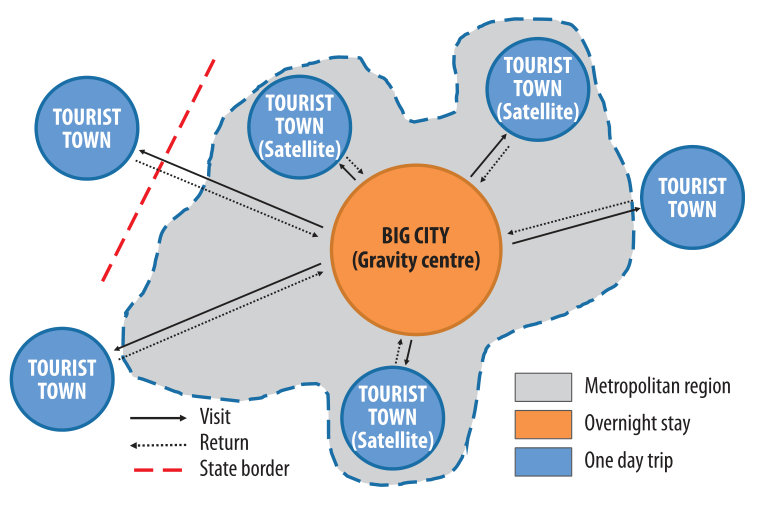 TOURIST
TOWN
(Satellite)
TOURIST
TOWN
TOURIST
TOWN
(Satellite)
TOURIST
TOWN
BIG CITY
(Gravity centre)
TOURIST
TOWN
TOURIST
TOWN
(Satellite)
Visit
Return
State border
Metropolitan region
Overnight stay
One day trip